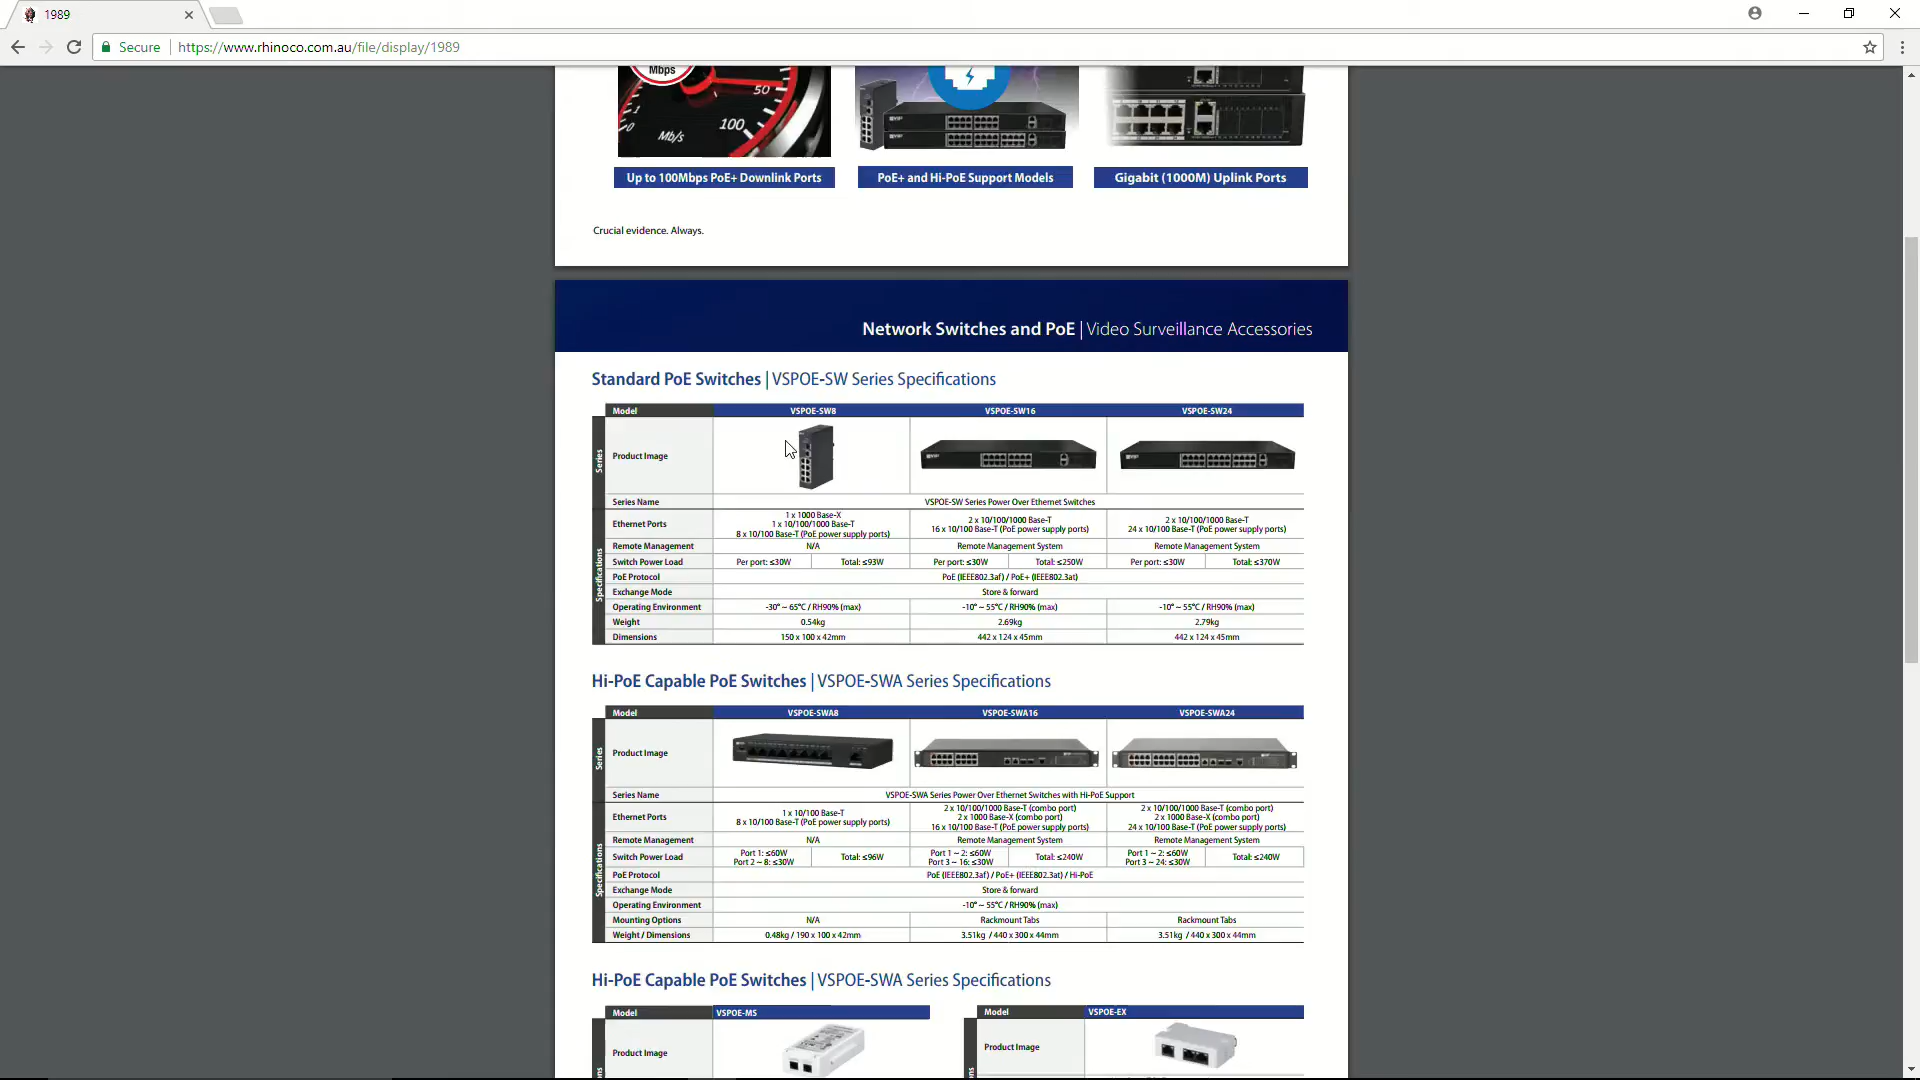 1989
Secure
https://www.rhinoco.com.au/file/display/1989
Mbps
50
1
0
Mb/s
100
Up to 100Mbps PoE+ Downlink Ports
PoE+ and Hi-PoE Support Models
Gigabit (1000M) Uplink Ports
Crucial evidence. Always.
Network Switches and PoE | Video Surveillance Accessories
Standard PoE Switches | VSPOE-SW Series Specifications
Model VSPOE-SW8 VSPOE-SW16 VSPOE-SW24
Series
Product Image
Series Name VSPOE-SW Series Power Over Ethernet Switches
Specifications
Ethernet Ports
1 x 1000 Base-X
1 x 10/100/1000 Base-T
8 x 10/100 Base-T (PoE power supply ports)
2 x 10/100/1000 Base-T
16 x 10/100 Base-T (PoE power supply ports)
2 x 10/100/1000 Base-T
24 x 10/100 Base-T (PoE power supply ports)
Remote Management N/A Remote Management System Remote Management System
Switch Power Load Per port: ≤30W Total: ≤93W Per port: ≤30W Total: ≤250W Per port: ≤30W Total: ≤370W
PoE Protocol PoE (IEEE802.3af) / PoE+ (IEEE802.3at)
Exchange Mode Store & forward
Operating Environment -30° ~ 65°C / RH90% (max) -10° ~ 55°C / RH90% (max) -10° ~ 55°C / RH90% (max)
Weight 0.54kg 2.69kg 2.79kg
Dimensions 150 x 100 x 42mm 442 x 124 x 45mm 442 x 124 x 45mm
Hi-PoE Capable PoE Switches | VSPOE-SWA Series Specifications
Model VSPOE-SWA8 VSPOE-SWA16 VSPOE-SWA24
Series
Product Image
Series Name VSPOE-SWA Series Power Over Ethernet Switches with Hi-PoE Support
Specifications
Ethernet Ports
1 x 10/100 Base-T
8 x 10/100 Base-T (PoE power supply ports)
2 x 10/100/1000 Base-T (combo port)
2 x 1000 Base-X (combo port)
16 x 10/100 Base-T (PoE power supply ports)
2 x 10/100/1000 Base-T (combo port)
2 x 1000 Base-X (combo port)
24 x 10/100 Base-T (PoE power supply ports)
Remote Management N/A Remote Management System Remote Management System
Switch Power Load
Port 1: ≤60W
Port 2 ~ 8: ≤30W
Total: ≤96W
Port 1 ~ 2: ≤60W
Port 3 ~ 16: ≤30W
Total: ≤240W
Port 1 ~ 2: ≤60W
Port 3 ~ 24: ≤30W
Total: ≤240W
PoE Protocol PoE (IEEE802.3af) / PoE+ (IEEE802.3at) / Hi-PoE
Exchange Mode Store & forward
Operating Environment -10° ~ 55°C / RH90% (max)
Mounting Options N/A Rackmount Tabs Rackmount Tabs
Weight / Dimensions 0.48kg / 190 x 100 x 42mm 3.51kg / 440 x 300 x 44mm 3.51kg / 440 x 300 x 44mm
Hi-PoE Capable PoE Switches | VSPOE-SWA Series Specifications
Model VSPOE-MS
Product Image
Model VSPOE-EX
Product Image